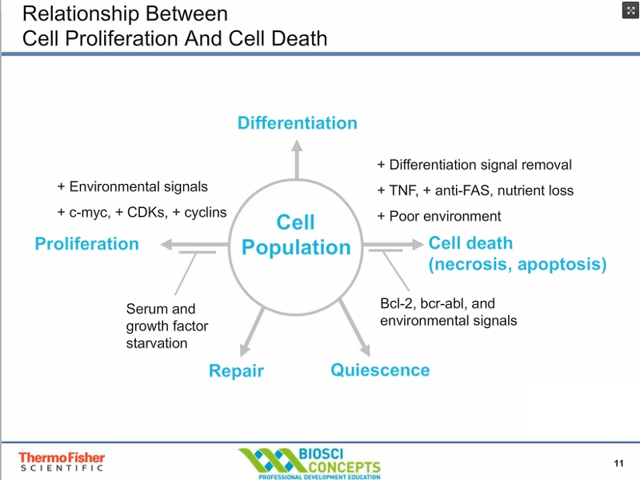 Relationship Between
Cell Proliferation And Cell Death
Differentiation
+ Environmental signals
+ c-myc, + CDKs, + cyclins
+ Differentiation signal removal
+ TNF, + anti-FAS, nutrient loss
+ Poor environment
Proliferation
Cell
Population
Cell death
(necrosis, apoptosis)
Serum and
growth factor
starvation
Bcl-2, bcr-abl, and
environmental signals
Repair
Quiescence
ThermoFisher
SCIENTIFIC
BIOSCI
CONCEPTS
PROFESSIONAL DEVELOPMENT EDUCATION
11